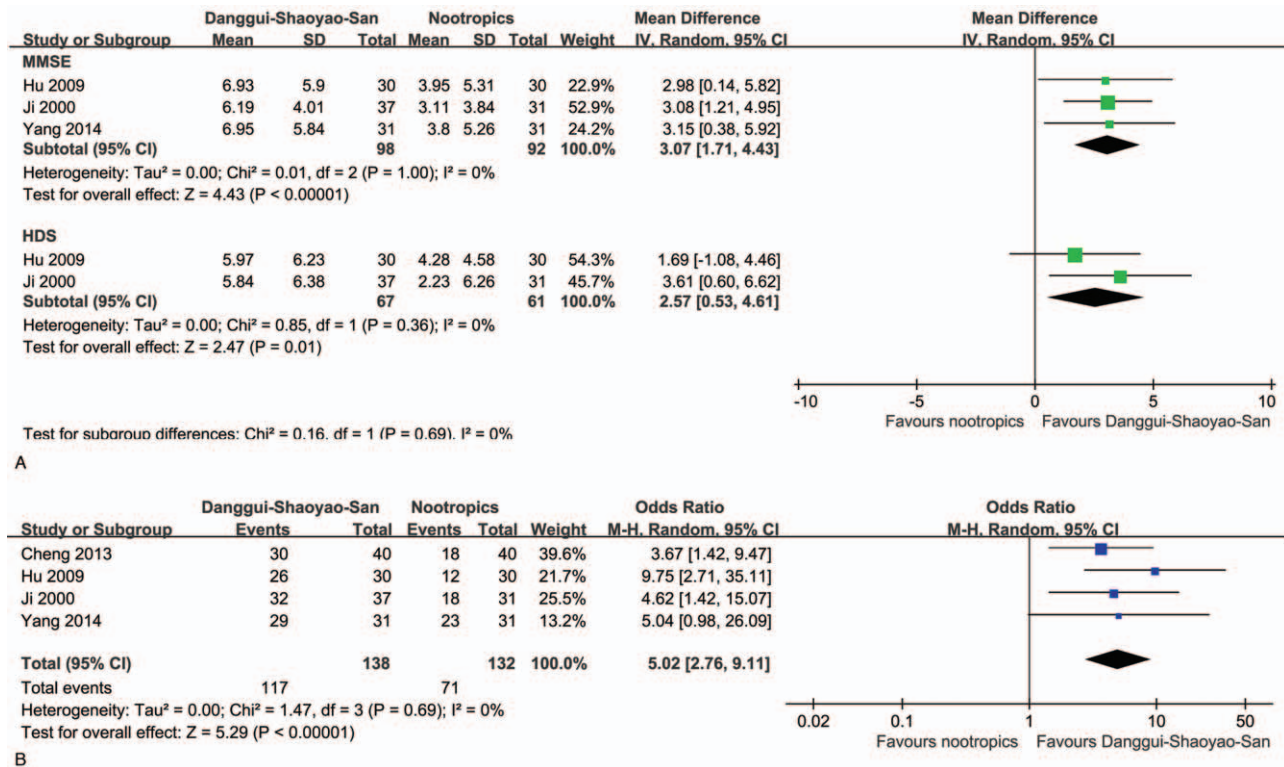 Danggui-Shaoyao-San Nootropics Mean Difference Mean Difference
Study or Subgroup Mean SD Total Mean SD Total Weight IV, Random, 95% CI IV, Random, 95% CI
MMSE
Hu 2009 6.93 5.9 30 3.95 5.31 30 22.9% 2.98 [0.14, 5.82]
Ji 2000 6.19 4.01 37 3.11 3.84 31 52.9% 3.08 [1.21, 4.95]
Yang 2014 6.95 5.84 31 3.8 5.26 31 24.2% 3.15 [0.38, 5.92]
Subtotal (95% CI) 98 92 100.0% 3.07 [1.71, 4.43]
Heterogeneity: Tau² = 0.00; Chi² = 0.01, df = 2 (P = 1.00); I² = 0%
Test for overall effect: Z = 4.43 (P < 0.00001)
HDS
Hu 2009 5.97 6.23 30 4.28 4.58 30 54.3% 1.69 [-1.08, 4.46]
Ji 2000 5.84 6.38 37 2.23 6.26 31 45.7% 3.61 [0.60, 6.62]
Subtotal (95% CI) 67 61 100.0% 2.57 [0.53, 4.61]
Heterogeneity: Tau² = 0.00; Chi² = 0.85, df = 1 (P = 0.36); I² = 0%
Test for overall effect: Z = 2.47 (P = 0.01)
-10 -5 0 5 10
Favours nootropics Favours Danggui-Shaoyao-San
Test for subgroup differences: Chi² = 0.16, df = 1 (P = 0.69), I² = 0%
A
Danggui-Shaoyao-San Nootropics Odds Ratio Odds Ratio
Study or Subgroup Events Total Events Total Weight M-H, Random, 95% CI M-H, Random, 95% CI
Cheng 2013 30 40 18 40 39.6% 3.67 [1.42, 9.47]
Hu 2009 26 30 12 30 21.7% 9.75 [2.71, 35.11]
Ji 2000 32 37 18 31 25.5% 4.62 [1.42, 15.07]
Yang 2014 29 31 23 31 13.2% 5.04 [0.98, 26.09]
Total (95% CI) 138 132 100.0% 5.02 [2.76, 9.11]
Total events 117 71
Heterogeneity: Tau² = 0.00; Chi² = 1.47, df = 3 (P = 0.69); I² = 0%
Test for overall effect: Z = 5.29 (P < 0.00001)
0.02 0.1 1 10 50
Favours nootropics Favours Danggui-Shaoyao-San
B